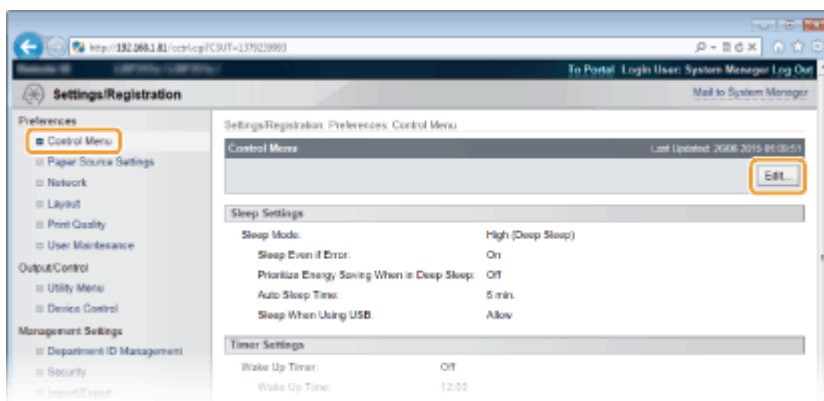 http://192.168.1.81/cctrl.cgi?CSUT=1379239993
To Portal Login User: System Manager Log Out
Settings/Registration
Mail to System Manager
Preferences
Control Menu
Paper Source Settings
Network
Layout
Print Quality
User Maintenance
Output/Control
Utility Menu
Device Control
Management Settings
Department ID Management
Security
Import/Export
Settings/Registration: Preferences: Control Menu
Control Menu
Last Updated: 26/06 2015 01:09:51
Edit...
Sleep Settings
Sleep Mode: High (Deep Sleep)
Sleep Even if Error: On
Prioritize Energy Saving When in Deep Sleep: Off
Auto Sleep Time: 5 min.
Sleep When Using USB: Allow
Timer Settings
Wake Up Timer: Off
Wake Up Time: 12:00